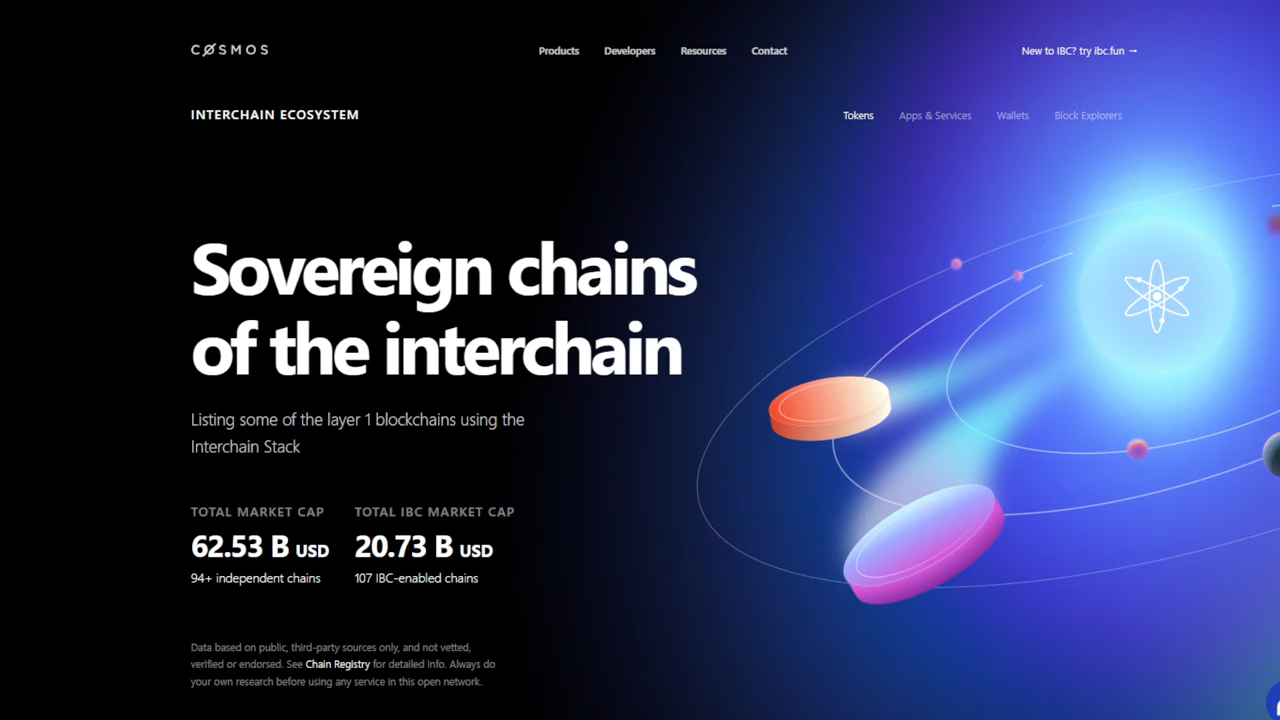 CØSMOS
Products Developers Resources Contact
New to IBC? try ibc.fun →
INTERCHAIN ECOSYSTEM
Tokens Apps & Services Wallets Block Explorers
Sovereign chains
of the interchain
Listing some of the layer 1 blockchains using the
Interchain Stack
TOTAL MARKET CAP TOTAL IBC MARKET CAP
62.53 B USD 20.73 B USD
94+ independent chains 107 IBC-enabled chains
Data based on public, third-party sources only, and not vetted,
verified or endorsed. See Chain Registry for detailed info. Always do
your own research before using any service in this open network.